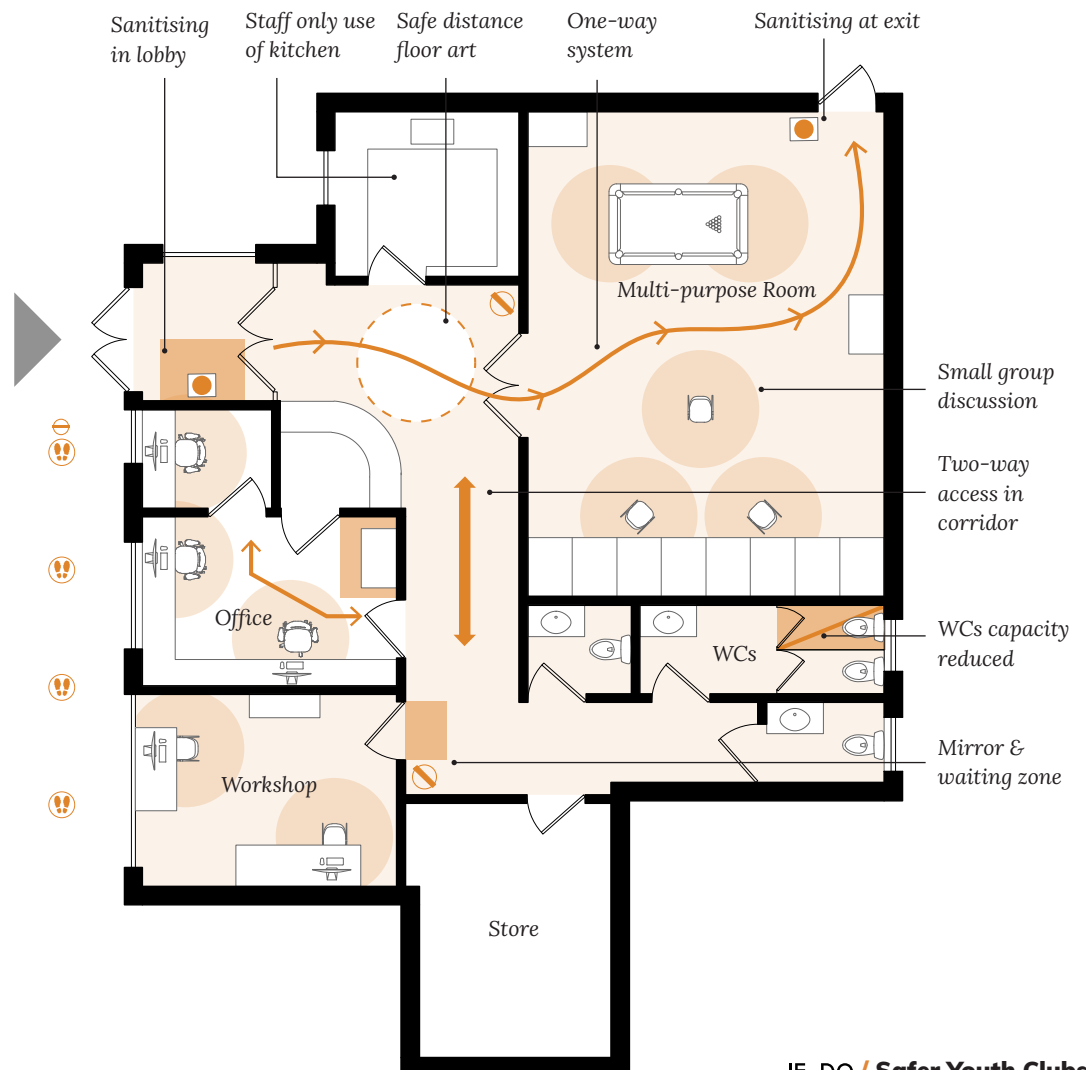 Sanitising
in lobby
Staff only use
of kitchen
Safe distance
floor art
One-way
system
Sanitising at exit
Multi-purpose Room
Small group
discussion
Two-way
access in
corridor
Office
WCs
WCs capacity
reduced
Workshop
Mirror &
waiting zone
Store
/ Safer Youth Clubs